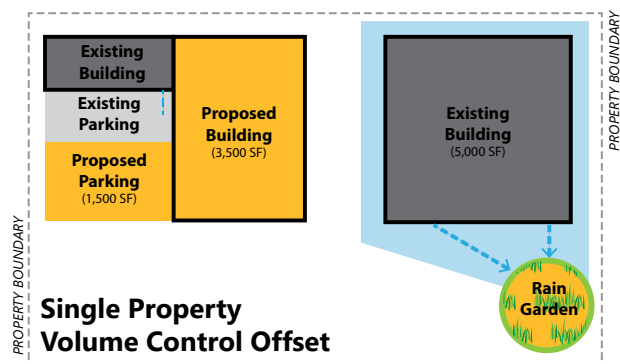 PROPERTY BOUNDARY
Existing
Building
Existing
Parking
Proposed
Parking
(1,500 SF)
Proposed
Building
(3,500 SF)
Existing
Building
(5,000 SF)
Rain
Garden
PROPERTY BOUNDARY
Single Property
Volume Control Offset